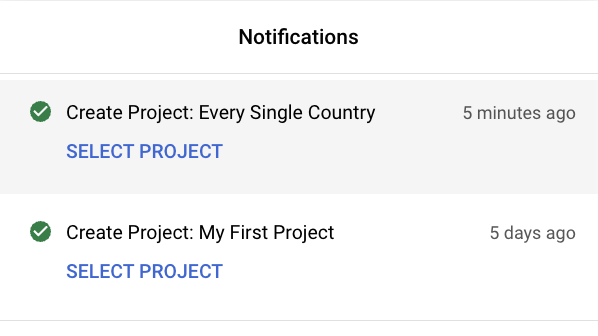 Notifications
Create Project: Every Single Country 5 minutes ago
SELECT PROJECT
Create Project: My First Project 5 days ago
SELECT PROJECT